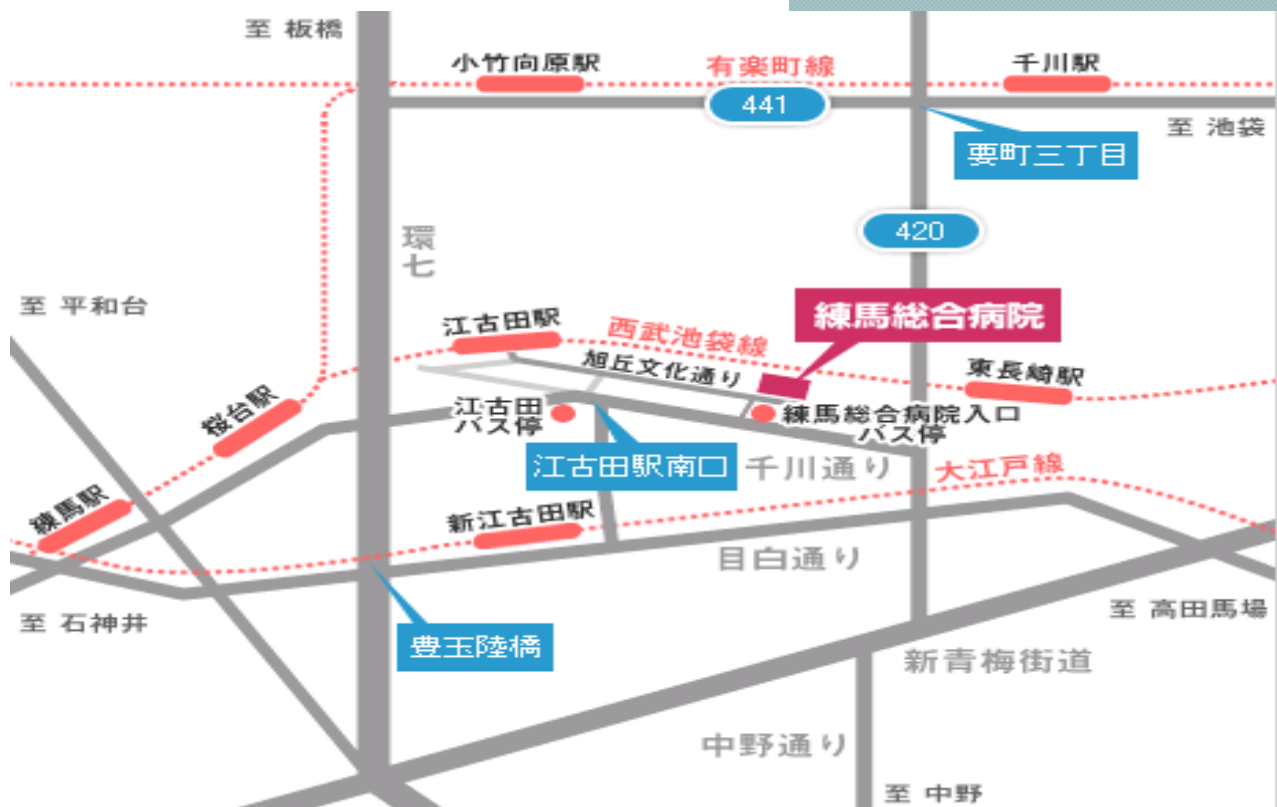 至 板橋
小竹向原駅
有楽町線
千川駅
441
至 池袋
要町三丁目
420
環七
至 平和台
練馬総合病院
江古田駅
西武池袋線
旭丘文化通り
東長崎駅
桜台駅
江古田
バス停
練馬総合病院入口
バス停
江古田駅南口
千川通り
大江戸線
練馬駅
新江古田駅
目白通り
至 石神井
至 高田馬場
豊玉陸橋
新青梅街道
中野通り
至 中野